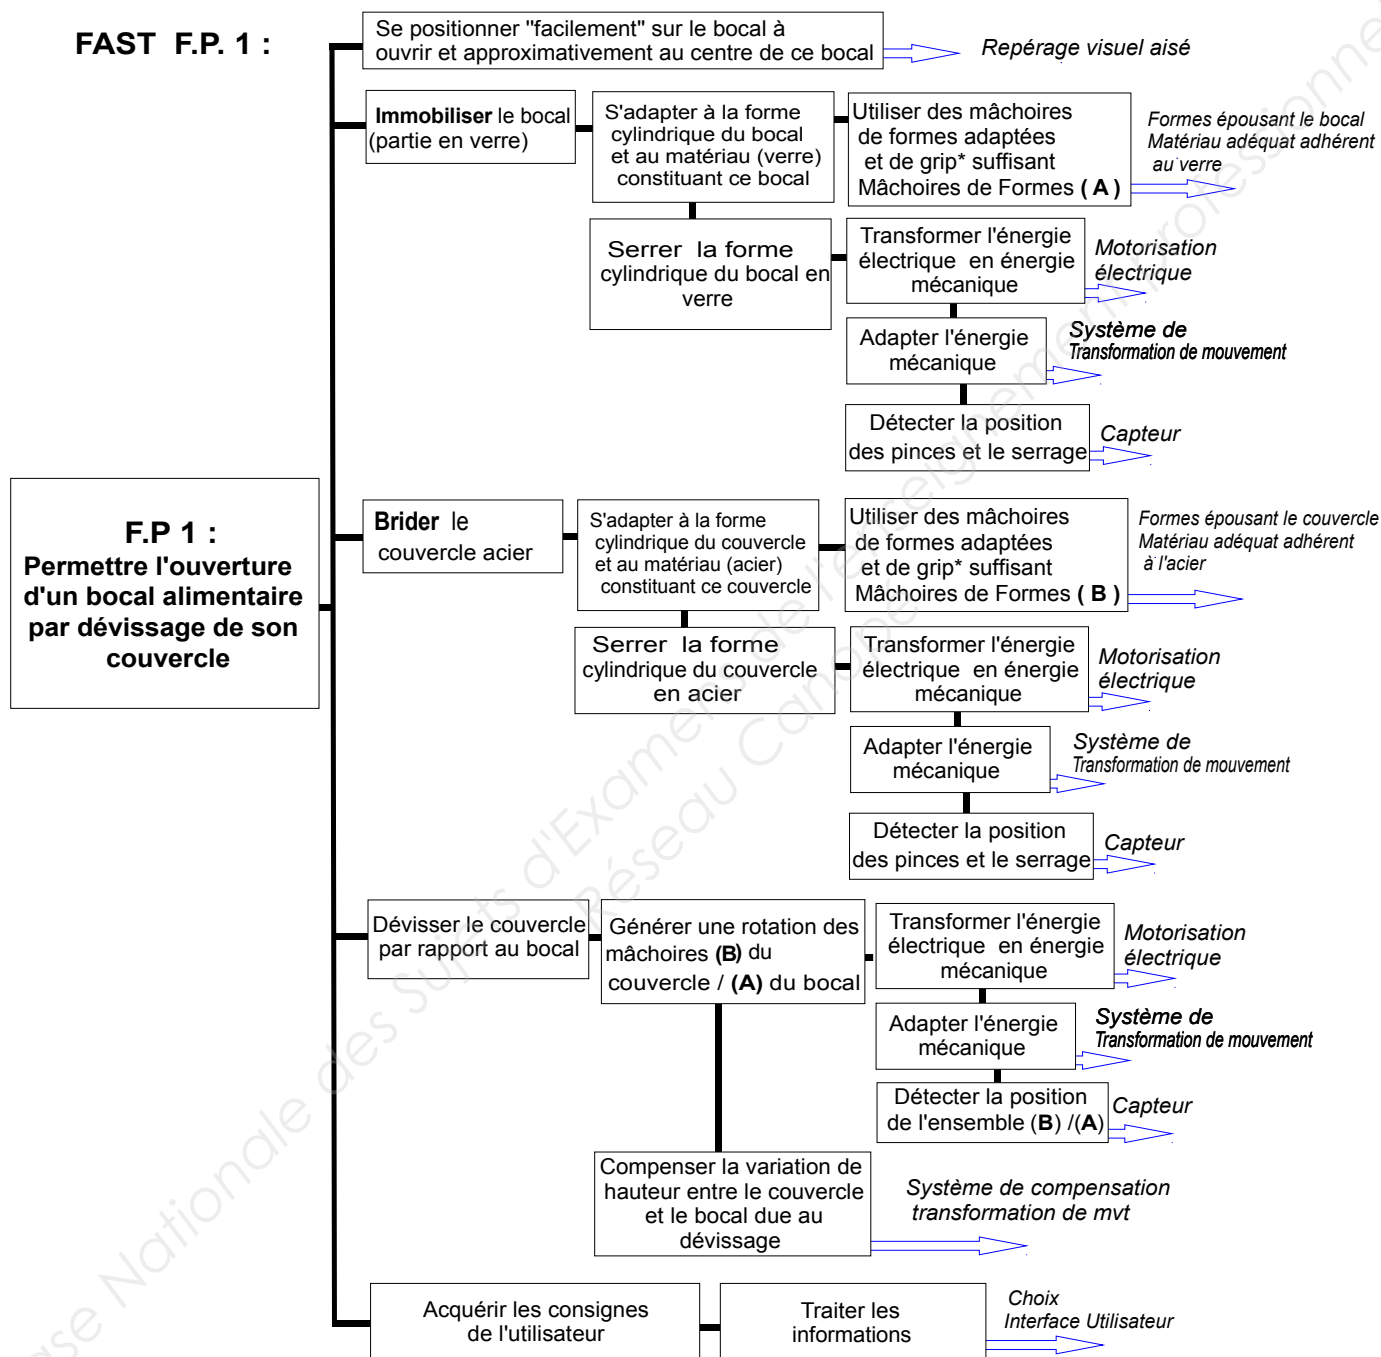 FAST F.P. 1 :
Se positionner "facilement" sur le bocal à
ouvrir et approximativement au centre de ce bocal
Repérage visuel aisé
Immobiliser le bocal
(partie en verre)
S'adapter à la forme
cylindrique du bocal
et au matériau (verre)
constituant ce bocal
Utiliser des mâchoires
de formes adaptées
et de grip* suffisant
Mâchoires de Formes ( A )
Formes épousant le bocal
Matériau adéquat adhérent
au verre
Serrer la forme
cylindrique du bocal en
verre
Transformer l'énergie
électrique en énergie
mécanique
Motorisation
électrique
Adapter l'énergie
mécanique
Système de
Transformation de mouvement
Détecter la position
des pinces et le serrage
Capteur
F.P 1 :
Permettre l'ouverture
d'un bocal alimentaire
par dévissage de son
couvercle
Brider le
couvercle acier
S'adapter à la forme
cylindrique du couvercle
et au matériau (acier)
constituant ce couvercle
Utiliser des mâchoires
de formes adaptées
et de grip* suffisant
Mâchoires de Formes ( B )
Formes épousant le couvercle
Matériau adéquat adhérent
à l'acier
Serrer la forme
cylindrique du couvercle
en acier
Transformer l'énergie
électrique en énergie
mécanique
Motorisation
électrique
Adapter l'énergie
mécanique
Système de
Transformation de mouvement
Détecter la position
des pinces et le serrage
Capteur
Dévisser le couvercle
par rapport au bocal
Générer une rotation des
mâchoires (B) du
couvercle / (A) du bocal
Transformer l'énergie
électrique en énergie
mécanique
Motorisation
électrique
Adapter l'énergie
mécanique
Système de
Transformation de mouvement
Détecter la position
de l'ensemble (B) /(A)
Capteur
Compenser la variation de
hauteur entre le couvercle
et le bocal due au
dévissage
Système de compensation
transformation de mvt
Acquérir les consignes
de l'utilisateur
Traiter les
informations
Choix
Interface Utilisateur
Nationale des Sujets d'Examens de l'enseignement
Réseau Canopé